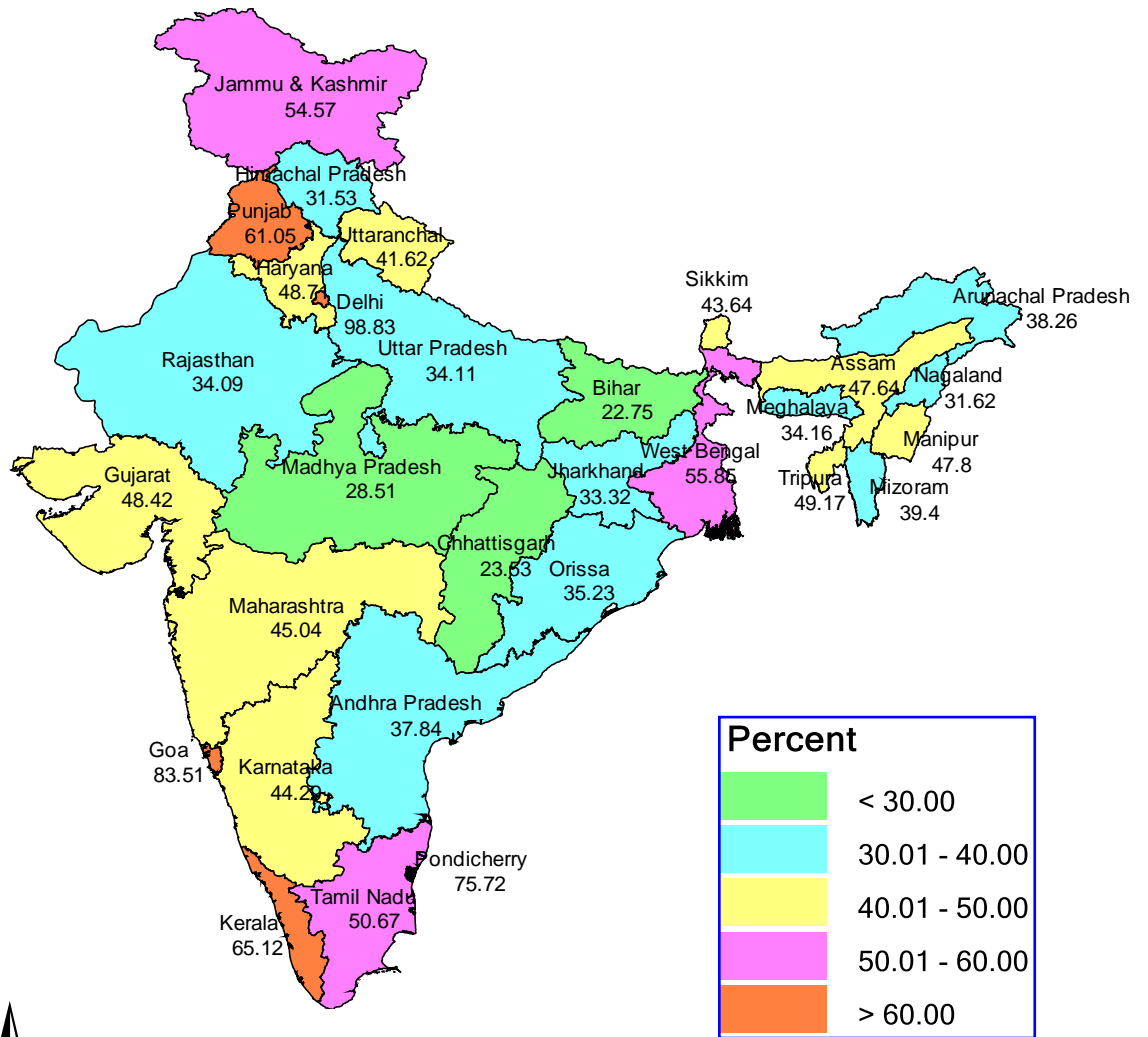 Jammu & Kashmir
54.57
Himachal Pradesh
31.53
Punjab
61.05
Uttaranchal
41.62
Haryana
48.71
Delhi
98.83
Sikkim
43.64
Arunachal Pradesh
38.26
Rajasthan
34.09
Uttar Pradesh
34.11
Bihar
22.75
Assam
47.64
Nagaland
31.62
Meghalaya
34.16
Manipur
47.8
Tripura
49.17
Mizoram
39.4
Gujarat
48.42
Madhya Pradesh
28.51
Jharkhand
33.32
West Bengal
55.85
Chhattisgarh
23.53
Orissa
35.23
Maharashtra
45.04
Andhra Pradesh
37.84
Goa
83.51
Karnataka
44.29
Pondicherry
75.72
Tamil Nadu
50.67
Kerala
65.12
Percent
< 30.00
30.01 - 40.00
40.01 - 50.00
50.01 - 60.00
> 60.00